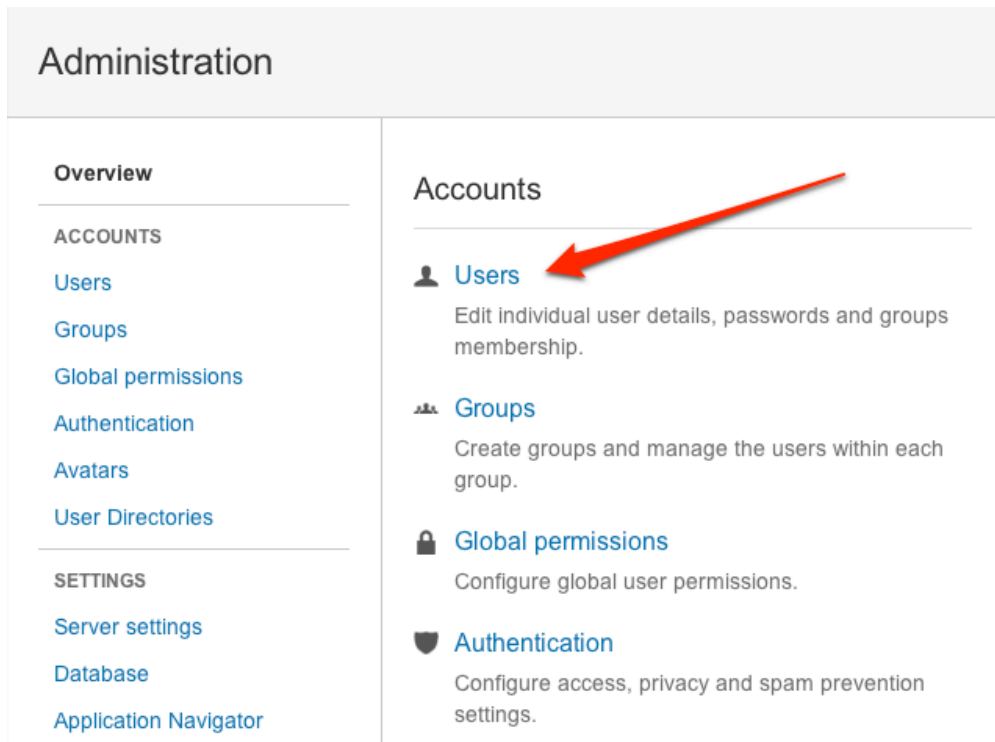 Administration
Overview
ACCOUNTS
Users
Groups
Global permissions
Authentication
Avatars
User Directories
SETTINGS
Server settings
Database
Application Navigator
Accounts
Users
Edit individual user details, passwords and groups
membership.
Groups
Create groups and manage the users within each
group.
Global permissions
Configure global user permissions.
Authentication
Configure access, privacy and spam prevention
settings.